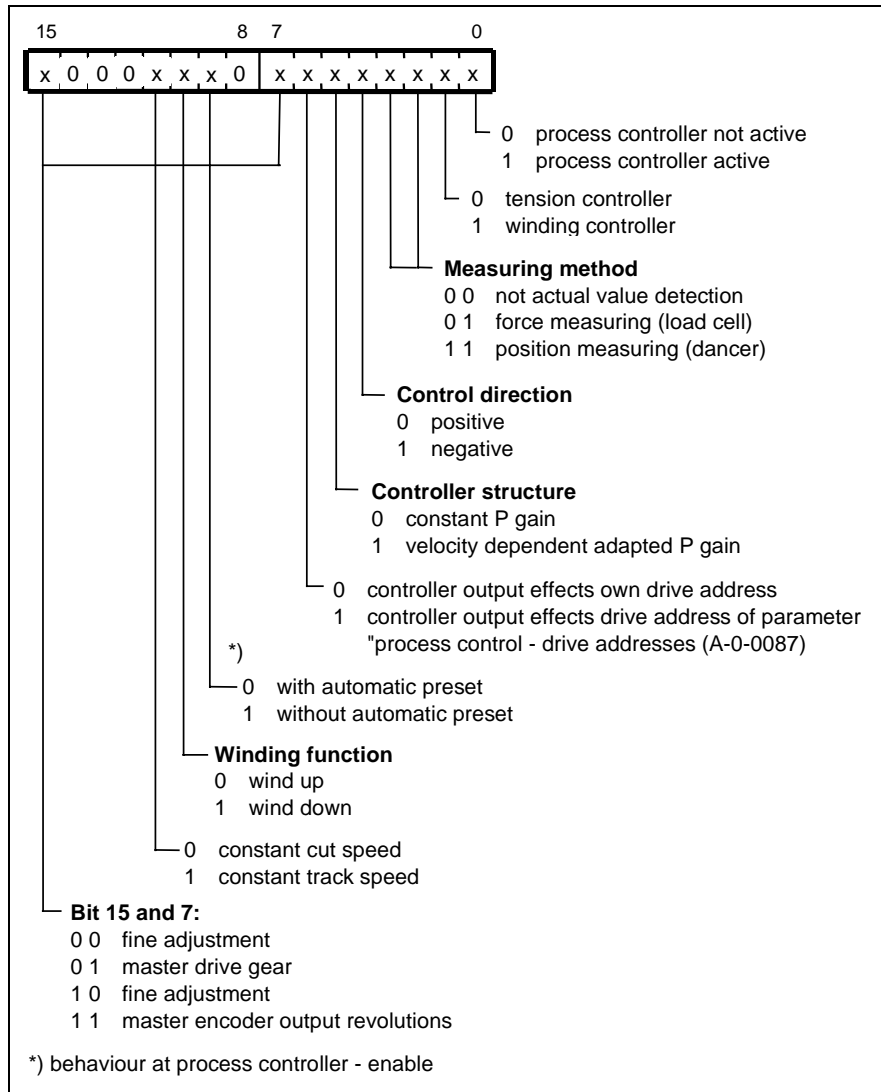 15 8 7 0
x 0 0 0 x x x 0 x x x x x x x x
0 process controller not active
1 process controller active
0 tension controller
1 winding controller
Measuring method
0 0 not actual value detection
0 1 force measuring (load cell)
1 1 position measuring (dancer)
Control direction
0 positive
1 negative
Controller structure
0 constant P gain
1 velocity dependent adapted P gain
0 controller output effects own drive address
1 controller output effects drive address of parameter
"process control - drive addresses (A-0-0087)
*)
0 with automatic preset
1 without automatic preset
Winding function
0 wind up
1 wind down
0 constant cut speed
1 constant track speed
Bit 15 and 7:
0 0 fine adjustment
0 1 master drive gear
1 0 fine adjustment
1 1 master encoder output revolutions
*) behaviour at process controller - enable